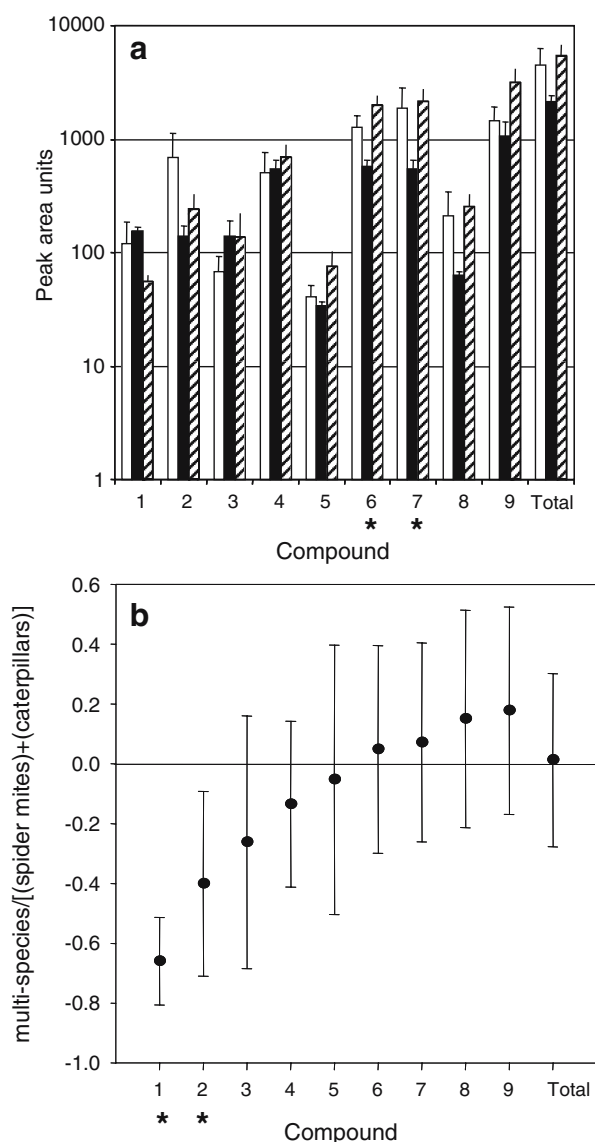 a
10000
1000
100
10
1
Peak area units
1 2 3 4 5 6 7 8 9 Total
* *
Compound
b
0.6
0.4
0.2
0.0
-0.2
-0.4
-0.6
-0.8
-1.0
multi-species/[(spider mites)+(caterpillars)]
1 2 3 4 5 6 7 8 9 Total
* *
Compound